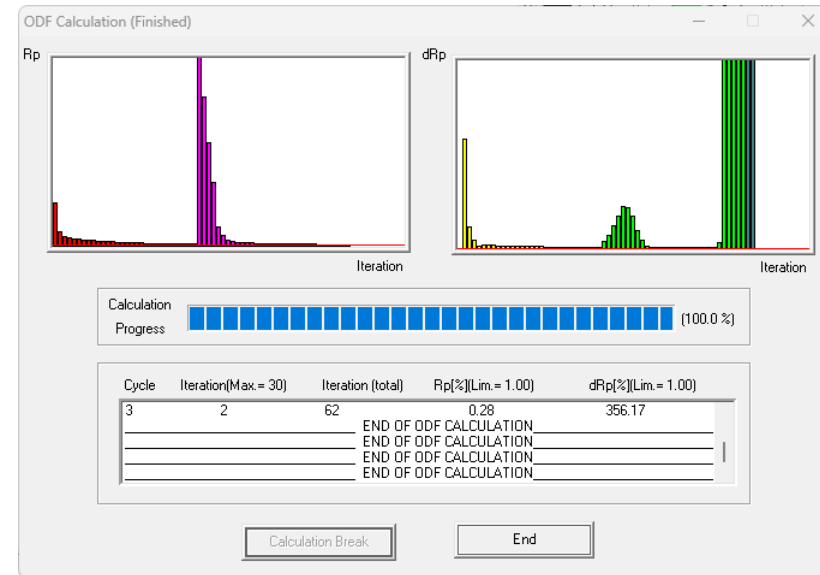 ODF Calculation (Finished)
Rp
dRp
Iteration
Iteration
Calculation Progress
(100.0 %)
Cycle Iteration(Max.= 30) Iteration (total) Rp[%](Lim.= 1.00) dRp[%](Lim.= 1.00)
3 2 62 0.28 356.17
END OF ODF CALCULATION
END OF ODF CALCULATION
END OF ODF CALCULATION
END OF ODF CALCULATION
Calculation Break
End